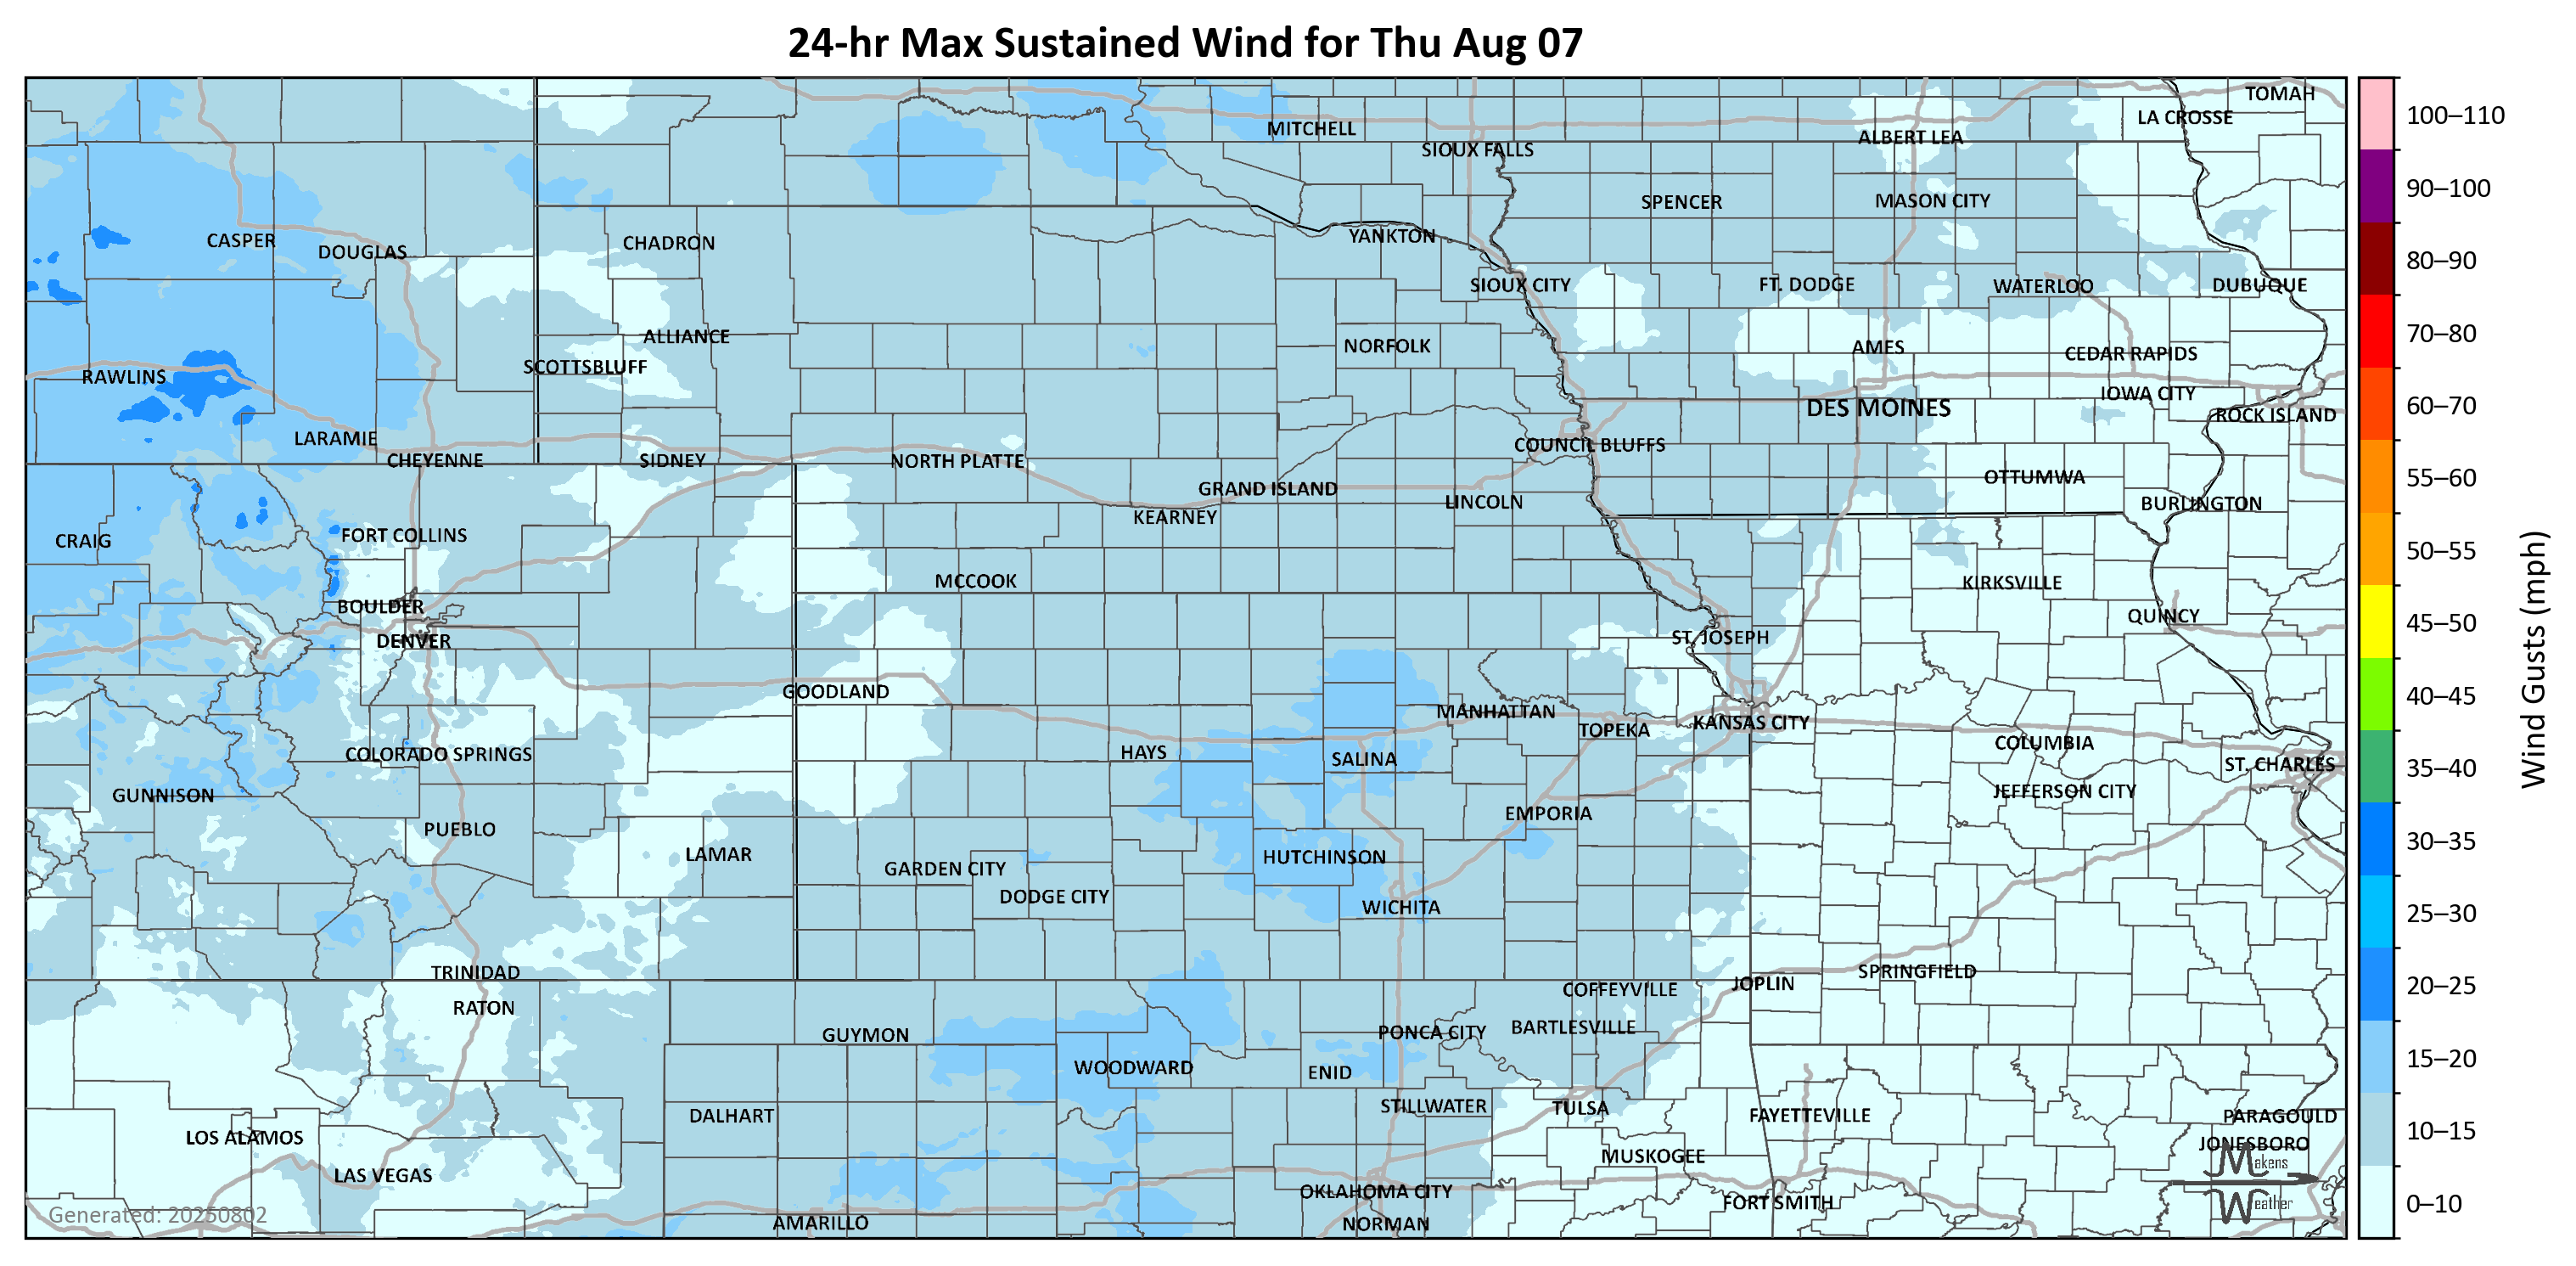 24-hr Max Sustained Wind for Thu Aug 07
TOMAH
LA CROSSE
MITCHELL
ALBERT LEA
SIOUX FALLS
SPENCER
MASON CITY
CASPER
DOUGLAS
CHADRON
YANKTON
SIOUX CITY
FT. DODGE
WATERLOO
DUBUQUE
ALLIANCE
NORFOLK
AMES
CEDAR RAPIDS
SCOTTSBLUFF
RAWLINS
IOWA CITY
DES MOINES
ROCK ISLAND
LARAMIE
COUNCIL BLUFFS
CHEYENNE
SIDNEY
NORTH PLATTE
OTTUMWA
GRAND ISLAND
LINCOLN
BURLINGTON
KEARNEY
FORT COLLINS
CRAIG
MCCOOK
KIRKSVILLE
BOULDER
QUINCY
DENVER
ST. JOSEPH
GOODLAND
MANHATTAN
TOPEKA
KANSAS CITY
COLUMBIA
COLORADO SPRINGS
HAYS
SALINA
ST. CHARLES
GUNNISON
JEFFERSON CITY
EMPORIA
PUEBLO
LAMAR
HUTCHINSON
GARDEN CITY
DODGE CITY
WICHITA
TRINIDAD
SPRINGFIELD
JOPLIN
COFFEYVILLE
RATON
BARTLESVILLE
GUYMON
PONCA CITY
WOODWARD
ENID
STILLWATER
TULSA
DALHART
FAYETTEVILLE
PARAGOULD
LOS ALAMOS
JONESBORO
MUSKOGEE
Makens
LAS VEGAS
OKLAHOMA CITY
FORT SMITH
Weather
Generated: 20250802
AMARILLO
NORMAN
100–110
90–100
80–90
70–80
60–70
55–60
50–55
45–50
40–45
35–40
30–35
25–30
20–25
15–20
10–15
0–10
Wind Gusts (mph)